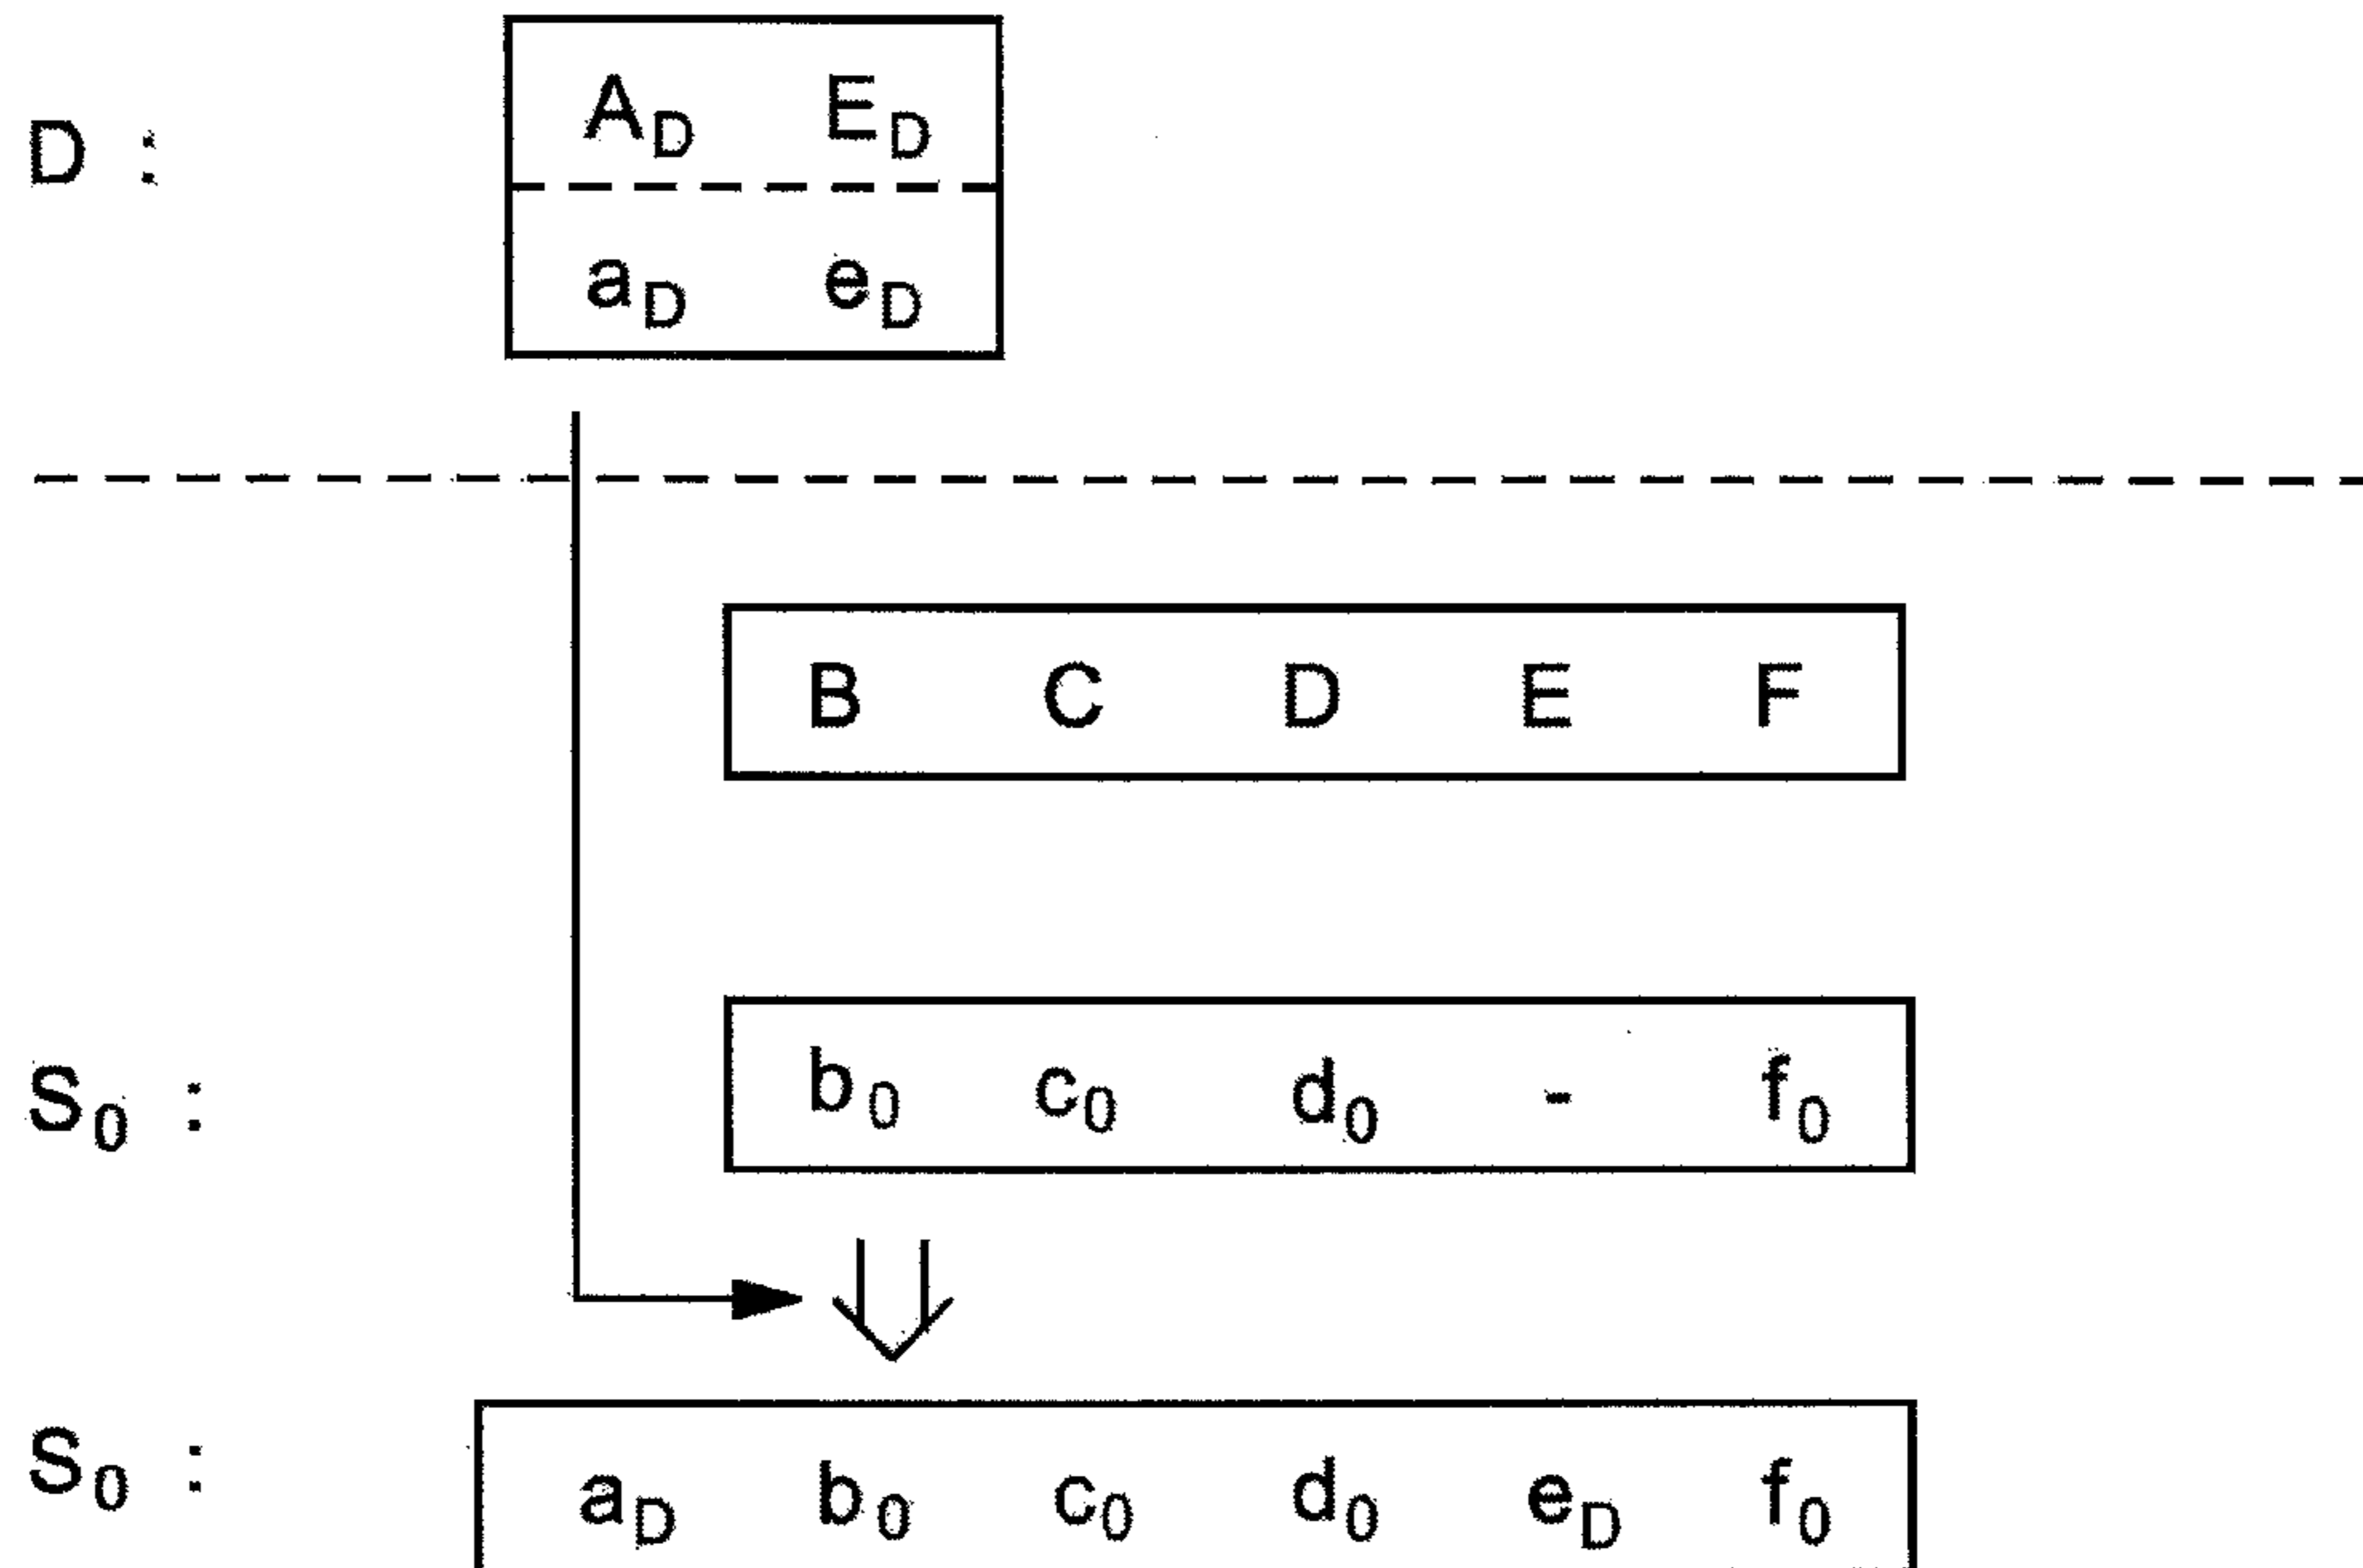 D : A_D E_D
a_D e_D
B C D E F
S_0 : b_0 c_0 d_0 - f_0
S_0 : a_D b_0 c_0 d_0 e_D f_0